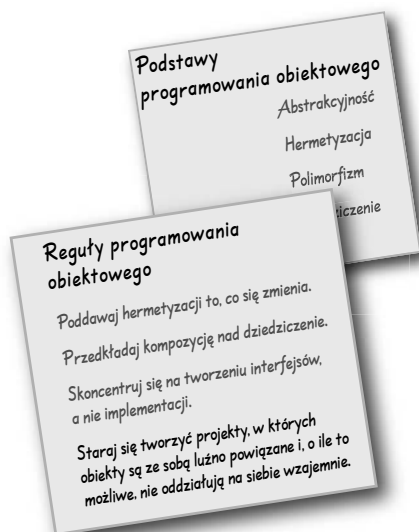 Podstawy
programowania obiektowego
Abstrakcyjność
Hermetyzacja
Polimorfizm
Reguły programowania
obiektowego
Poddawaj hermetyzacji to, co się zmienia.
Przedkładaj kompozycję nad dziedziczenie.
Skoncentruj się na tworzeniu interfejsów,
a nie implementacji.
Staraj się tworzyć projekty, w których
obiekty są ze sobą luźno powiązane i, o ile to
możliwe, nie oddziałują na siebie wzajemnie.